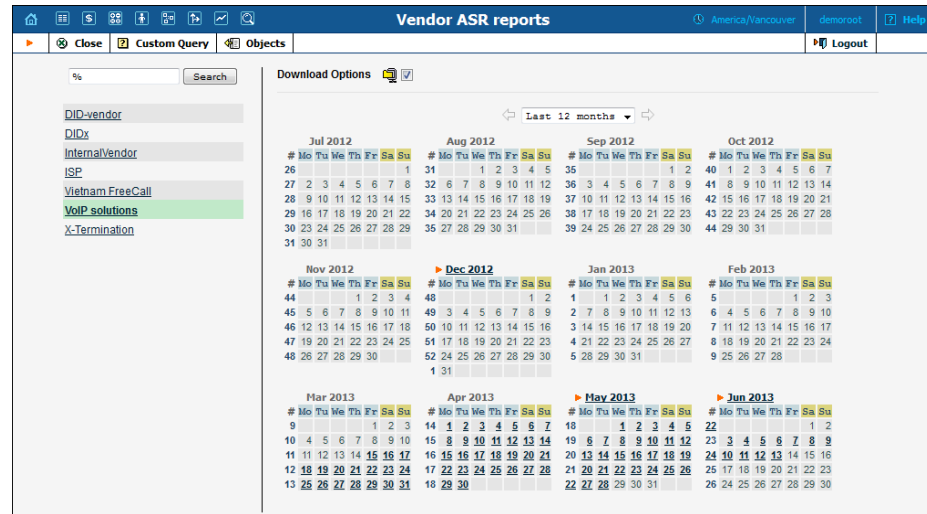 Vendor ASR reports
America/Vancouver
demoroot
? Help
Close
? Custom Query
Objects
Logout
%
Search
DID-vendor
DIDx
InternalVendor
ISP
Vietnam FreeCall
VoIP solutions
X-Termination
Download Options
Last 12 months
Jul 2012
# Mo Tu We Th Fr Sa Su
26 1
27 2 3 4 5 6 7 8
28 9 10 11 12 13 14 15
29 16 17 18 19 20 21 22
30 23 24 25 26 27 28 29
31 30 31
Aug 2012
# Mo Tu We Th Fr Sa Su
31 1 2 3 4 5
32 6 7 8 9 10 11 12
33 13 14 15 16 17 18 19
34 20 21 22 23 24 25 26
35 27 28 29 30 31
Sep 2012
# Mo Tu We Th Fr Sa Su
35 1 2
36 3 4 5 6 7 8 9
37 10 11 12 13 14 15 16
38 17 18 19 20 21 22 23
39 24 25 26 27 28 29 30
Oct 2012
# Mo Tu We Th Fr Sa Su
40 1 2 3 4 5 6 7
41 8 9 10 11 12 13 14
42 15 16 17 18 19 20 21
43 22 23 24 25 26 27 28
44 29 30 31
Nov 2012
# Mo Tu We Th Fr Sa Su
44 1 2 3 4
45 5 6 7 8 9 10 11
46 12 13 14 15 16 17 18
47 19 20 21 22 23 24 25
48 26 27 28 29 30
Dec 2012
# Mo Tu We Th Fr Sa Su
48 1 2
49 3 4 5 6 7 8 9
50 10 11 12 13 14 15 16
51 17 18 19 20 21 22 23
52 24 25 26 27 28 29 30
1 31
Jan 2013
# Mo Tu We Th Fr Sa Su
1 1 2 3 4 5 6
2 7 8 9 10 11 12 13
3 14 15 16 17 18 19 20
4 21 22 23 24 25 26 27
5 28 29 30 31
Feb 2013
# Mo Tu We Th Fr Sa Su
5 1 2 3
6 4 5 6 7 8 9 10
7 11 12 13 14 15 16 17
8 18 19 20 21 22 23 24
9 25 26 27 28
Mar 2013
# Mo Tu We Th Fr Sa Su
9 1 2 3
10 4 5 6 7 8 9 10
11 11 12 13 14 15 16 17
12 18 19 20 21 22 23 24
13 25 26 27 28 29 30 31
Apr 2013
# Mo Tu We Th Fr Sa Su
14 1 2 3 4 5 6 7
15 8 9 10 11 12 13 14
16 15 16 17 18 19 20 21
17 22 23 24 25 26 27 28
18 29 30
May 2013
# Mo Tu We Th Fr Sa Su
18 1 2 3 4 5
19 6 7 8 9 10 11 12
20 13 14 15 16 17 18 19
21 20 21 22 23 24 25 26
22 27 28 29 30 31
Jun 2013
# Mo Tu We Th Fr Sa Su
22 1 2
23 3 4 5 6 7 8 9
24 10 11 12 13 14 15 16
25 17 18 19 20 21 22 23
26 24 25 26 27 28 29 30